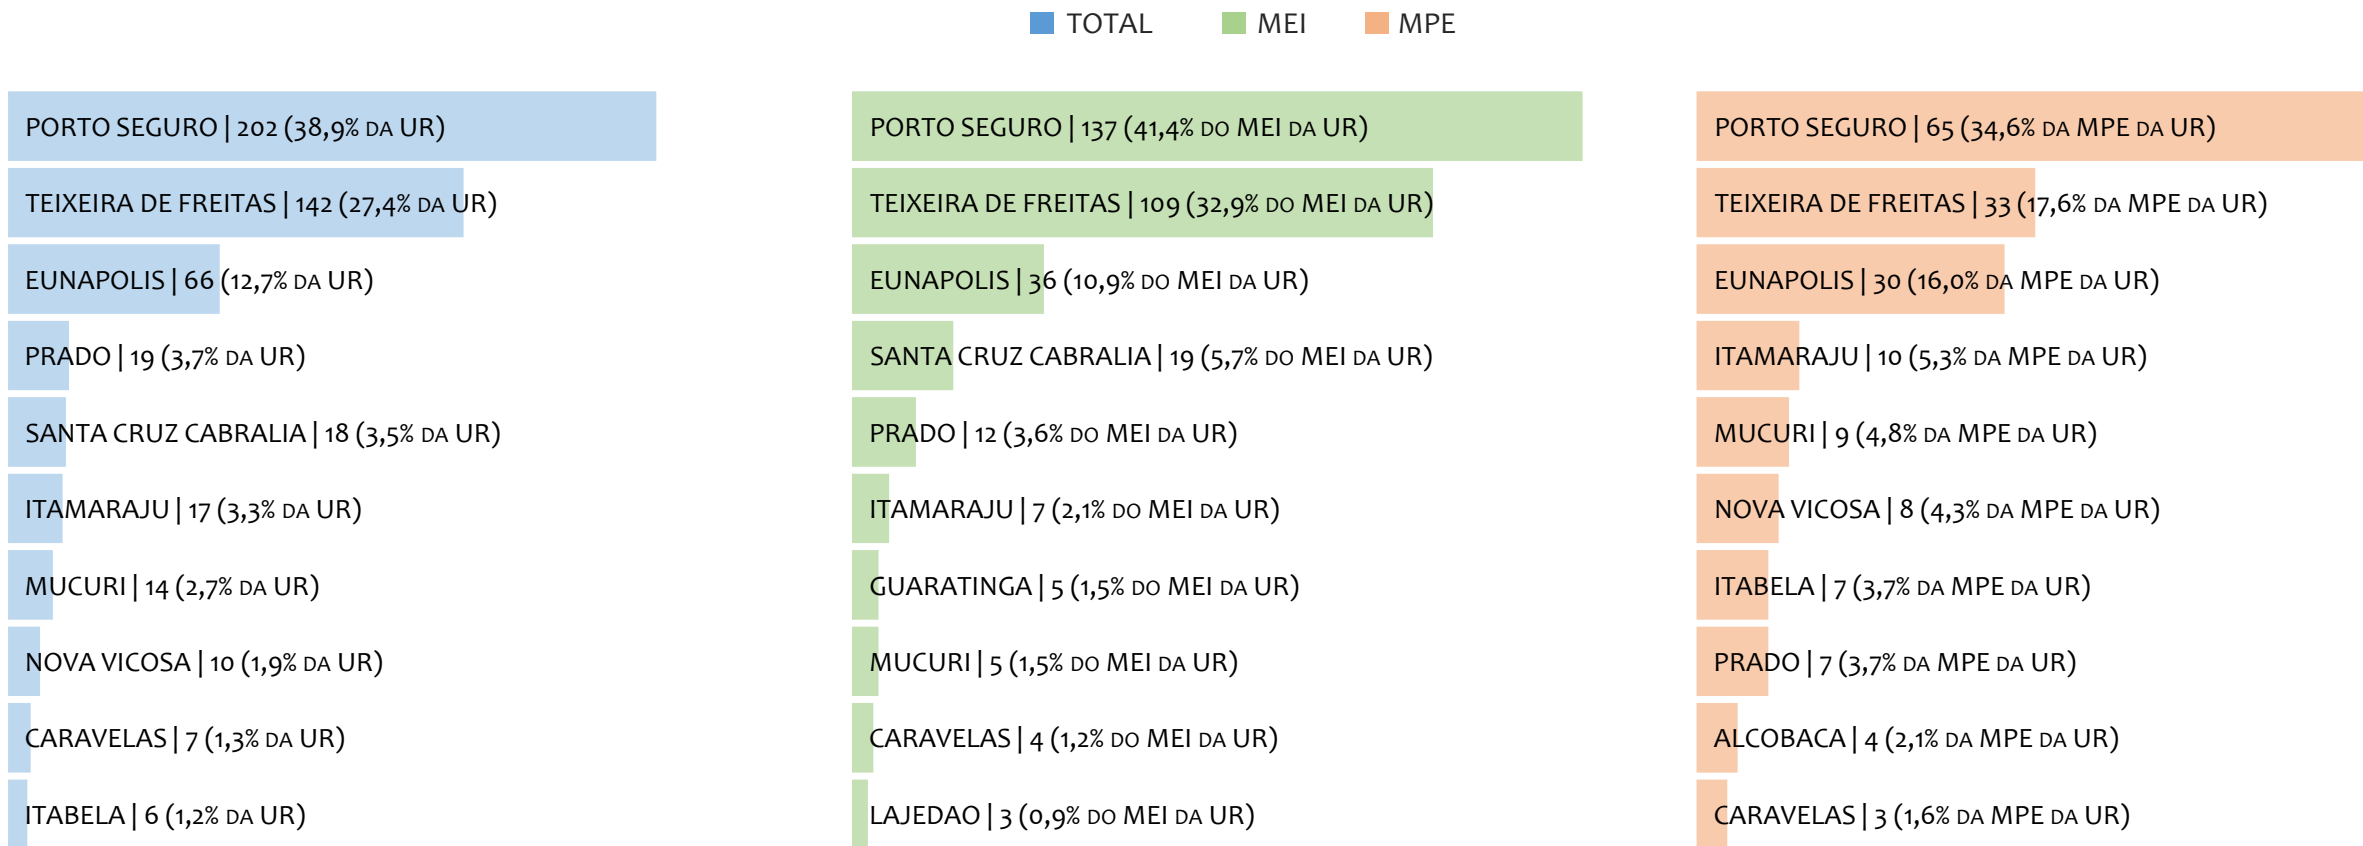 TOTAL MEI MPE
PORTO SEGURO | 202 (38,9% DA UR)
TEIXEIRA DE FREITAS | 142 (27,4% DA UR)
EUNAPOLIS | 66 (12,7% DA UR)
PRADO | 19 (3,7% DA UR)
SANTA CRUZ CABRALIA | 18 (3,5% DA UR)
ITAMARAJU | 17 (3,3% DA UR)
MUCURI | 14 (2,7% DA UR)
NOVA VICOSA | 10 (1,9% DA UR)
CARAVELAS | 7 (1,3% DA UR)
ITABELA | 6 (1,2% DA UR)
PORTO SEGURO | 137 (41,4% DO MEI DA UR)
TEIXEIRA DE FREITAS | 109 (32,9% DO MEI DA UR)
EUNAPOLIS | 36 (10,9% DO MEI DA UR)
SANTA CRUZ CABRALIA | 19 (5,7% DO MEI DA UR)
PRADO | 12 (3,6% DO MEI DA UR)
ITAMARAJU | 7 (2,1% DO MEI DA UR)
GUARATINGA | 5 (1,5% DO MEI DA UR)
MUCURI | 5 (1,5% DO MEI DA UR)
CARAVELAS | 4 (1,2% DO MEI DA UR)
LAJEDAO | 3 (0,9% DO MEI DA UR)
PORTO SEGURO | 65 (34,6% DA MPE DA UR)
TEIXEIRA DE FREITAS | 33 (17,6% DA MPE DA UR)
EUNAPOLIS | 30 (16,0% DA MPE DA UR)
ITAMARAJU | 10 (5,3% DA MPE DA UR)
MUCURI | 9 (4,8% DA MPE DA UR)
NOVA VICOSA | 8 (4,3% DA MPE DA UR)
ITABELA | 7 (3,7% DA MPE DA UR)
PRADO | 7 (3,7% DA MPE DA UR)
ALCOBACA | 4 (2,1% DA MPE DA UR)
CARAVELAS | 3 (1,6% DA MPE DA UR)